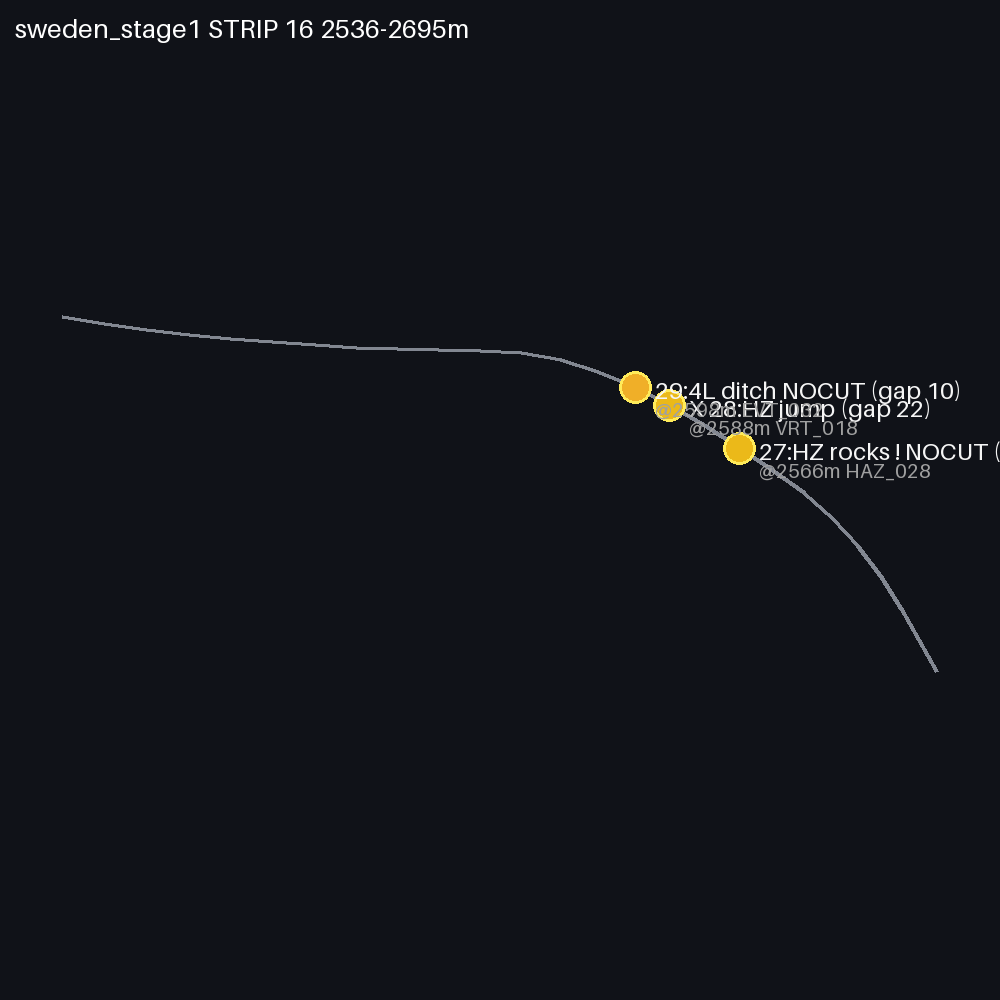 sweden_stage1 STRIP 16 2536-2695m
29:4L ditch NOCUT (gap 10)
28:HZ jump (gap 22)
@2588m VRT_018
27:HZ rocks ! NOCUT (
@2566m HAZ_028